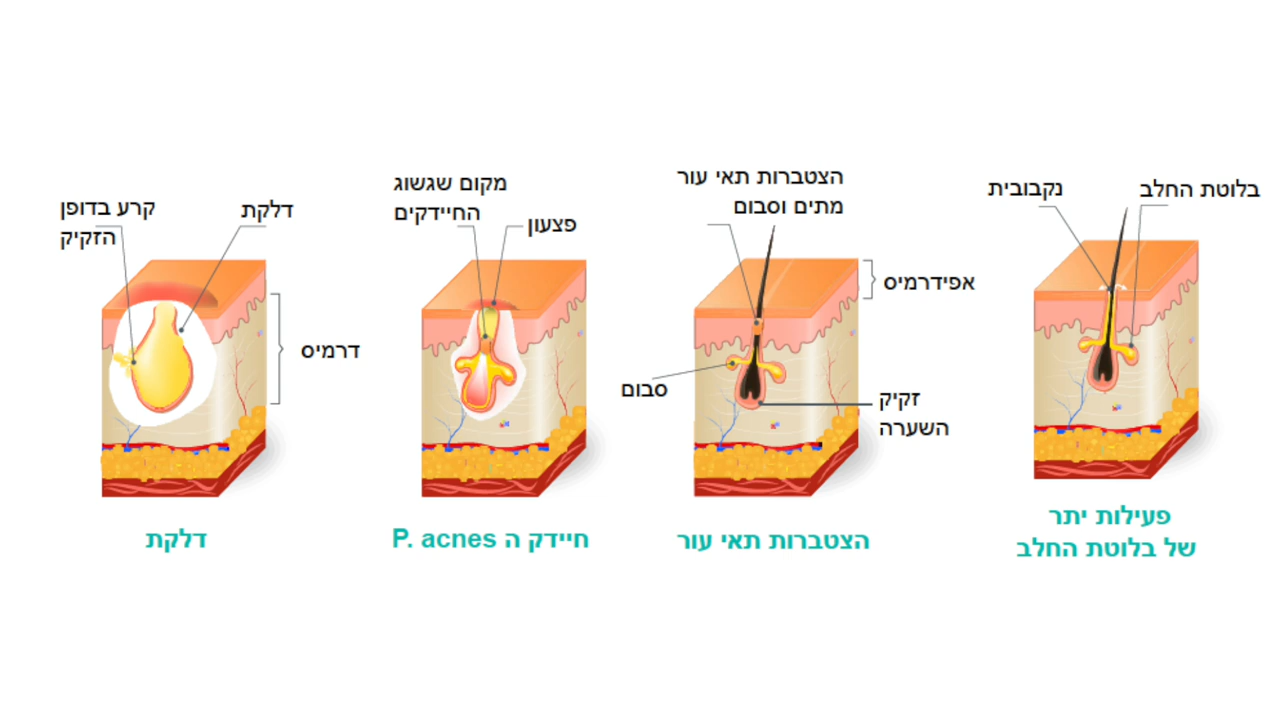 בלוטת החלב
נקבובית
פעילות יתר
של בלוטת החלב
הצטברות תאי עור
מתים וסבום
אפידרמיס
סבום
זקיק
השערה
הצטברות תאי עור
מקום שגשוג
החיידקים
פצעון
חיידק ה P. acnes
דלקת
קרע בדופן
הזקיק
דרמיס
דלקת